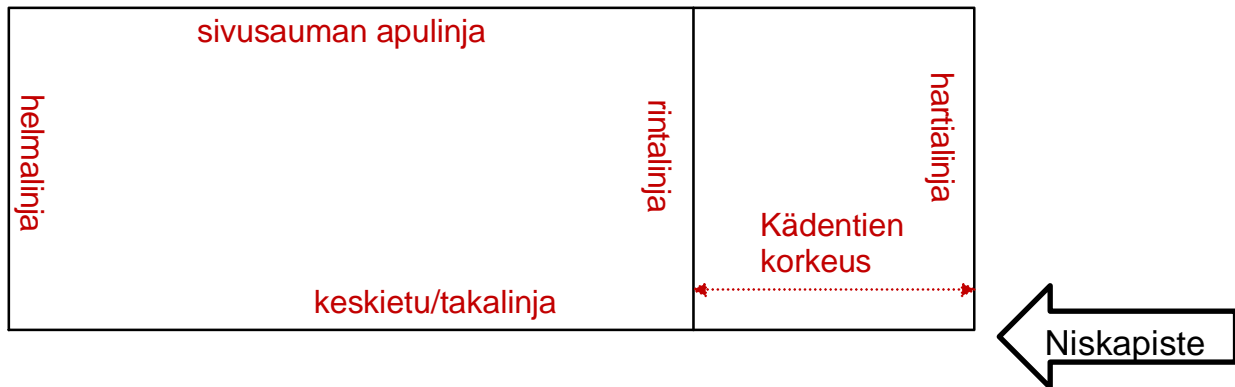 sivusauman apulinja
helmalinja
rintalinja
hartialinja
Kädentien
korkeus
keskietu/takalinja
Niskapiste